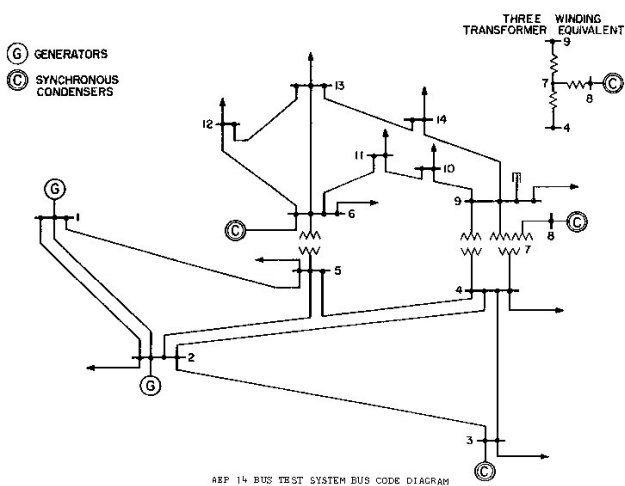 THREE WINDING
TRANSFORMER EQUIVALENT
9
G GENERATORS
7
C
8
C SYNCHRONOUS
CONDENSERS
4
13
12
14
11
10
G
1
9
6
C
8
C
7
5
4
2
G
3
C
AEP 14 BUS TEST SYSTEM BUS CODE DIAGRAM